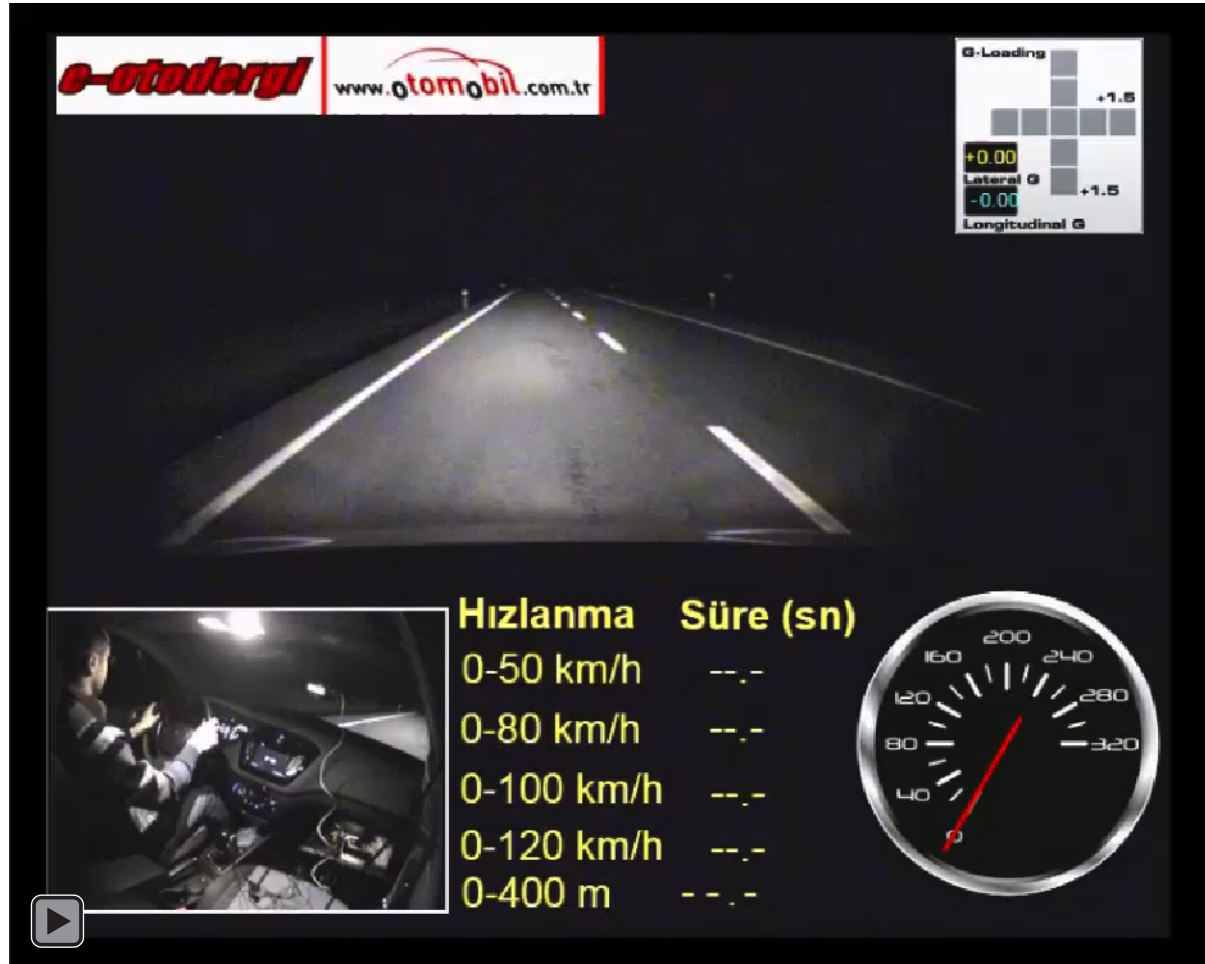 e-otodergi
www.otomobil.com.tr
G-Loading
+1.5
+0.00
Lateral G
-0.00
+1.5
Longitudinal G
Hızlanma Süre (sn)
0-50 km/h --.-
0-80 km/h --.-
0-100 km/h --.-
0-120 km/h --.-
0-400 m --.-
200
160
240
120
280
80
320
40
0